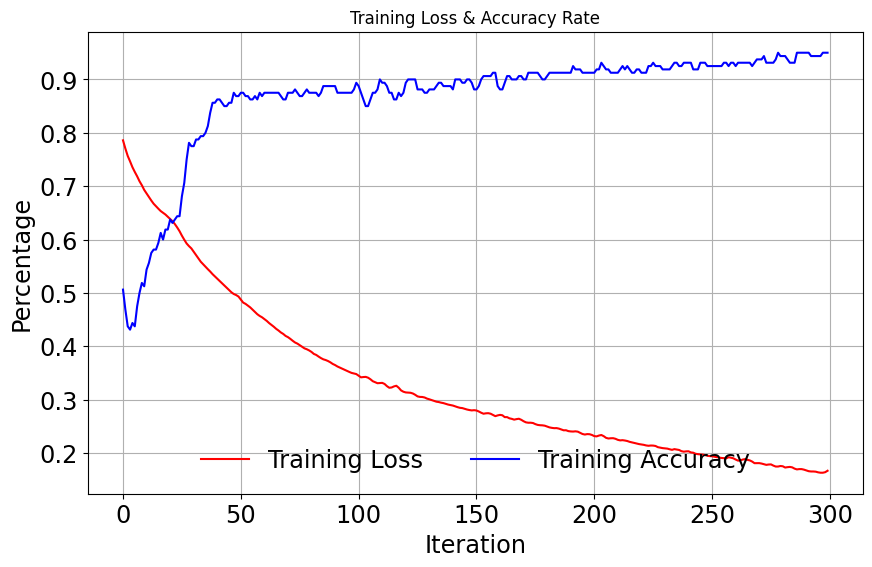 Training Loss & Accuracy Rate
Percentage
0.9
0.8
0.7
0.6
0.5
0.4
0.3
0.2
Training Loss Training Accuracy
0 50 100 150 200 250 300
Iteration